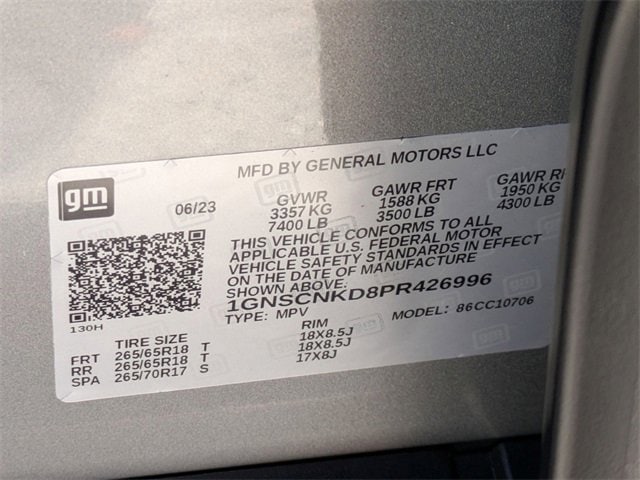 gm
MFD BY GENERAL MOTORS LLC
06/23
GVWR GAWR FRT GAWR
3357 KG 1588 KG 1950 KG
7400 LB 3500 LB 4300 LB
THIS VEHICLE CONFORMS TO ALL
APPLICABLE U.S. FEDERAL MOTOR
VEHICLE SAFETY STANDARDS IN EFFECT
ON THE DATE OF MANUFACTURE
SHOWN ABOVE.
1GNSCNKD8PR426996
TYPE: MPV MODEL: 86CC10706
130H
TIRE SIZE RIM
FRT 265/65R18 T 18X8.5J
RR 265/65R18 T 18X8.5J
SPA 265/70R17 S 17X8J